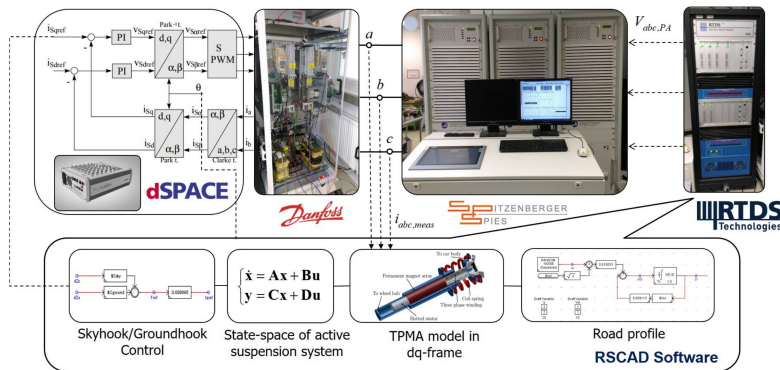 i_Sqref
PI
v_Sqref
Park⁻¹ t.
d,q
α,β
v_Sαref
S
PWM
i_Sdref
PI
v_Sdref
v_Sβref
θ
i_Sq
d,q
α,β
i_Sα
α,β
a,b,c
i_a
i_Sd
i_Sβ
i_b
Park t.
Clarke t.
dSPACE
a
b
c
Danfoss
i_abc,meas
SPITZENBERGER
SPIES
V_abc,PA
RTDS
Technologies
Skyhook/Groundhook
Control
ẋ = Ax + Bu
y = Cx + Du
State-space of active
suspension system
To car body
Permanent magnet array
To wheel hub
Coil spring
Three phase winding
Slotted stator
TPMA model in
dq-frame
Road profile
RSCAD Software